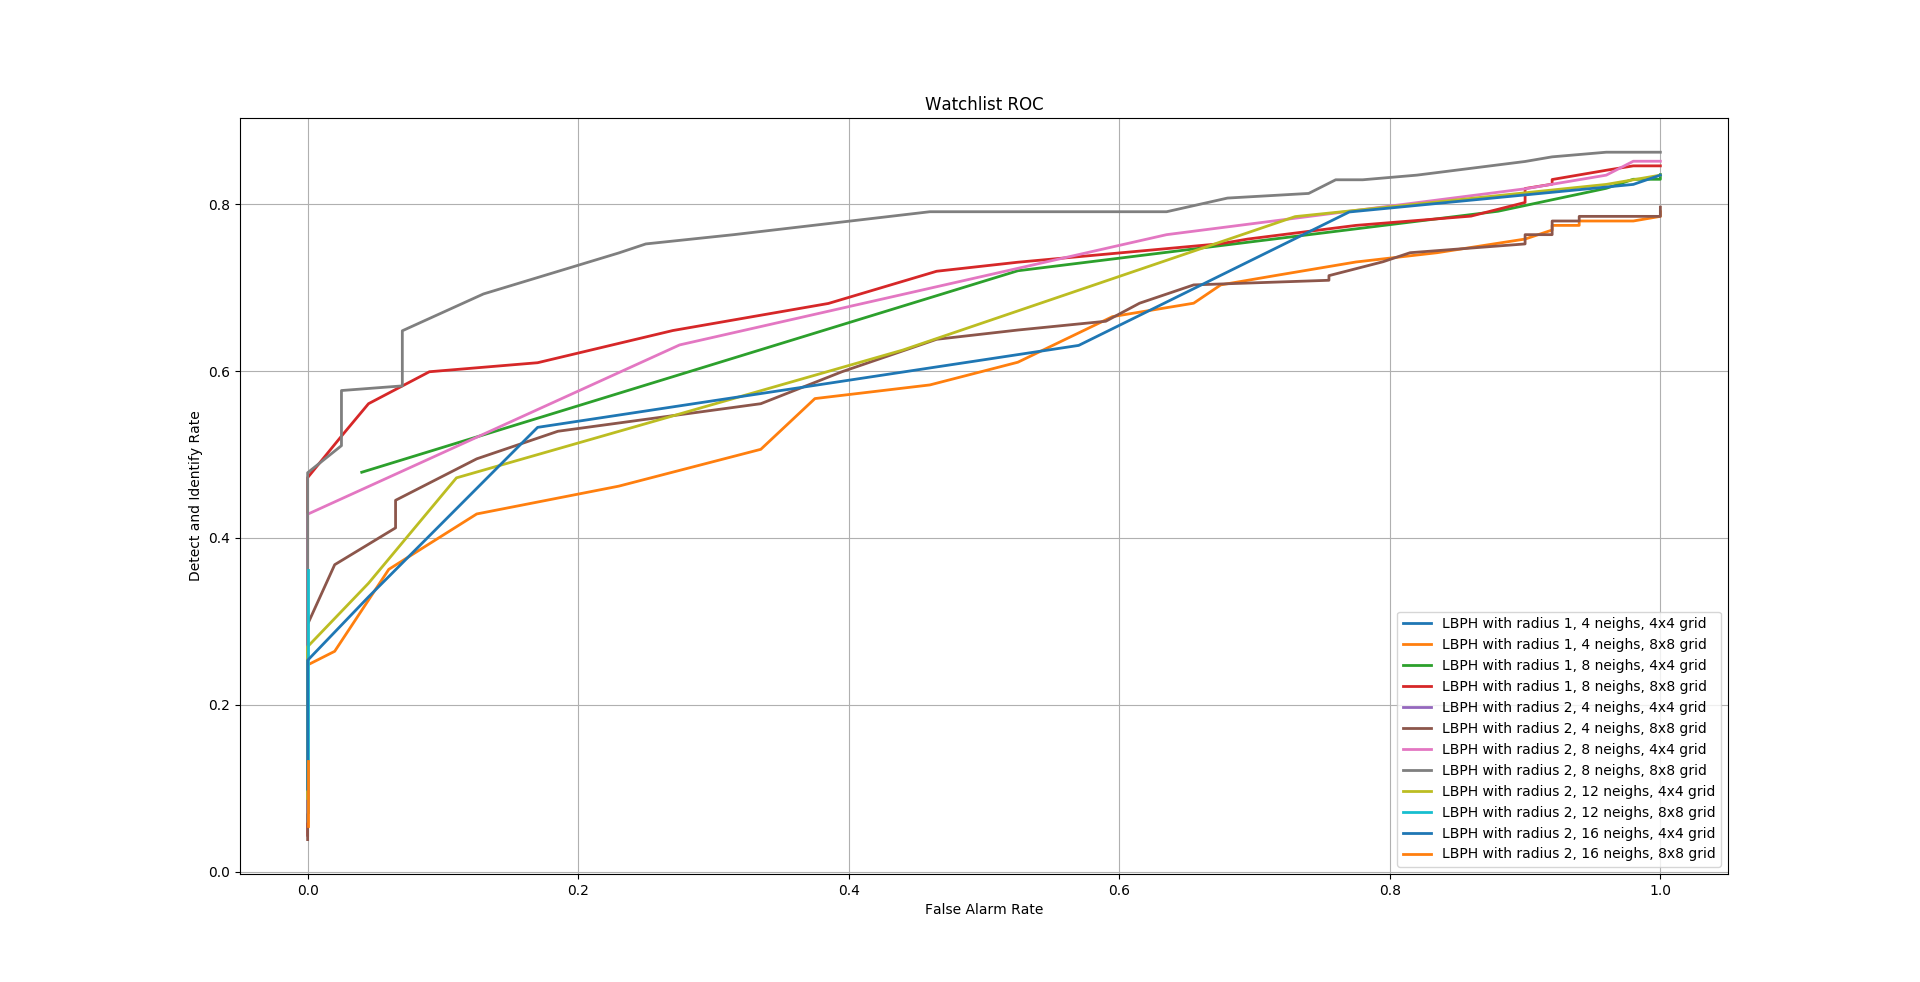 Watchlist ROC
Detect and Identify Rate
0.8
0.6
0.4
0.2
0.0
LBPH with radius 1, 4 neighs, 4x4 grid
LBPH with radius 1, 4 neighs, 8x8 grid
LBPH with radius 1, 8 neighs, 4x4 grid
LBPH with radius 1, 8 neighs, 8x8 grid
LBPH with radius 2, 4 neighs, 4x4 grid
LBPH with radius 2, 4 neighs, 8x8 grid
LBPH with radius 2, 8 neighs, 4x4 grid
LBPH with radius 2, 8 neighs, 8x8 grid
LBPH with radius 2, 12 neighs, 4x4 grid
LBPH with radius 2, 12 neighs, 8x8 grid
LBPH with radius 2, 16 neighs, 4x4 grid
LBPH with radius 2, 16 neighs, 8x8 grid
0.0 0.2 0.4 0.6 0.8 1.0
False Alarm Rate